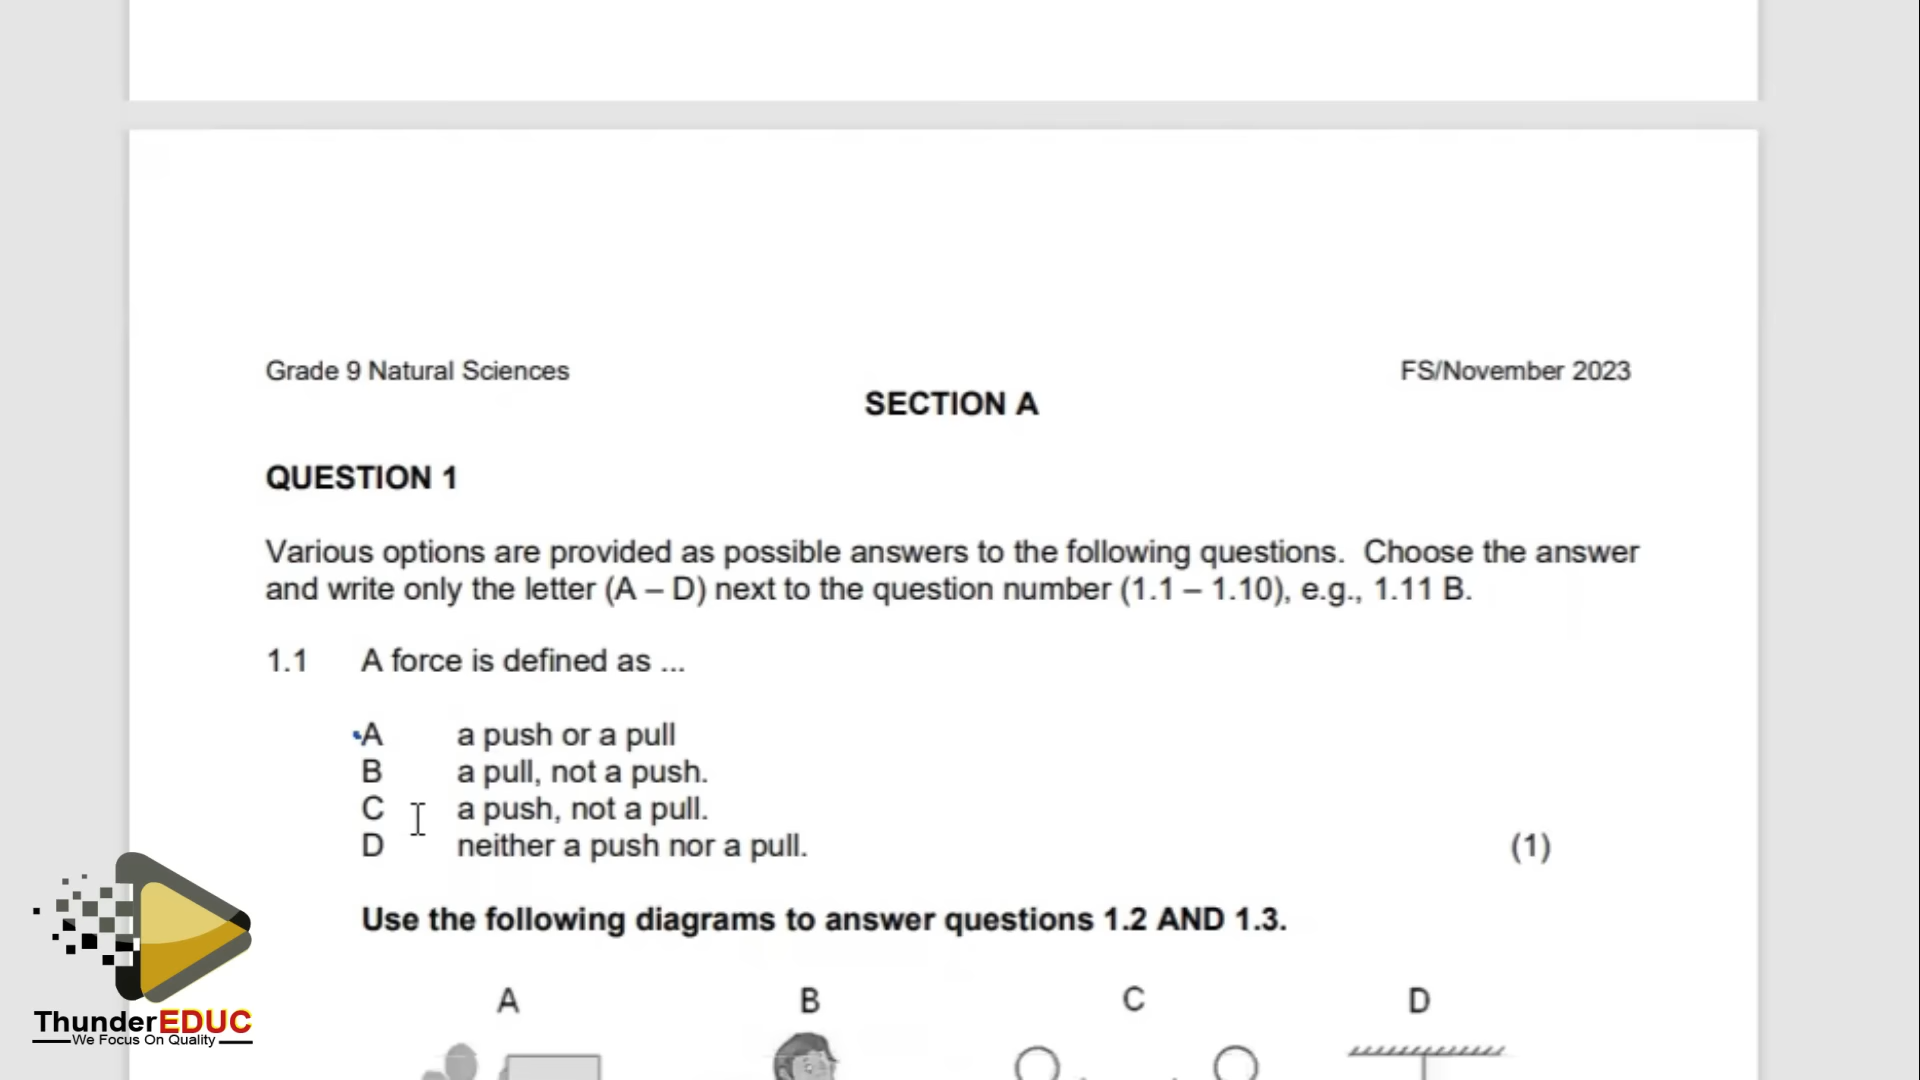 Grade 9 Natural Sciences FS/November 2023
SECTION A
QUESTION 1
Various options are provided as possible answers to the following questions. Choose the answer
and write only the letter (A – D) next to the question number (1.1 – 1.10), e.g., 1.11 B.
1.1 A force is defined as ...
A a push or a pull
B a pull, not a push.
C a push, not a pull.
D neither a push nor a pull. (1)
Use the following diagrams to answer questions 1.2 AND 1.3.
A B C D
ThunderEDUC
We Focus On Quality